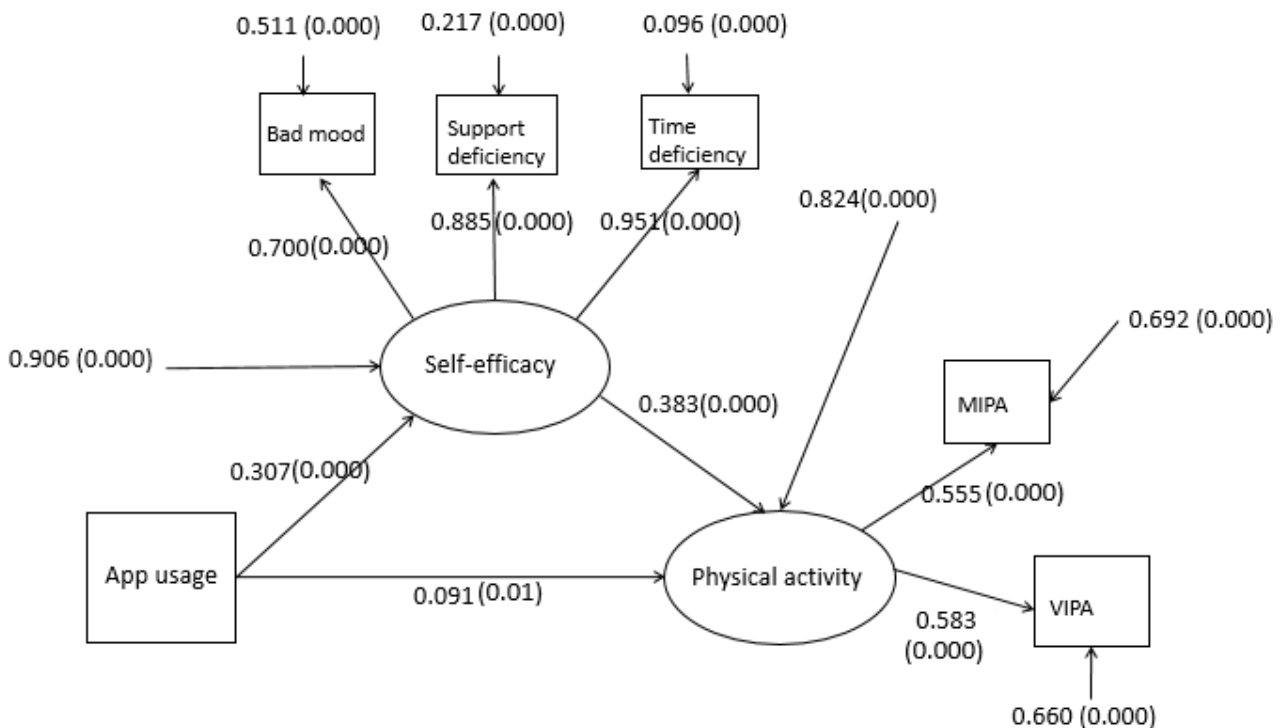 0.511 (0.000)
0.217 (0.000)
0.096 (0.000)
Bad mood
Support
deficiency
Time
deficiency
0.824(0.000)
0.700(0.000)
0.885(0.000)
0.951(0.000)
0.692 (0.000)
0.906 (0.000)
Self-efficacy
0.383(0.000)
MIPA
0.307(0.000)
0.555(0.000)
App usage
Physical activity
0.091(0.01)
VIPA
0.583
(0.000)
0.660 (0.000)